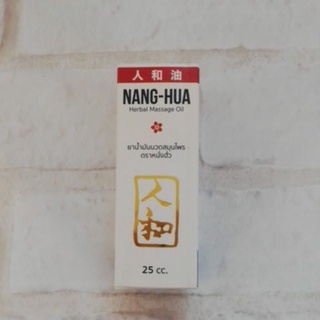 人和油
NANG-HUA
Herbal Massage Oil
ยาน้ำมันนวดสมุนไพร
ตราหนั่งฮั้ว
人和
25 cc.